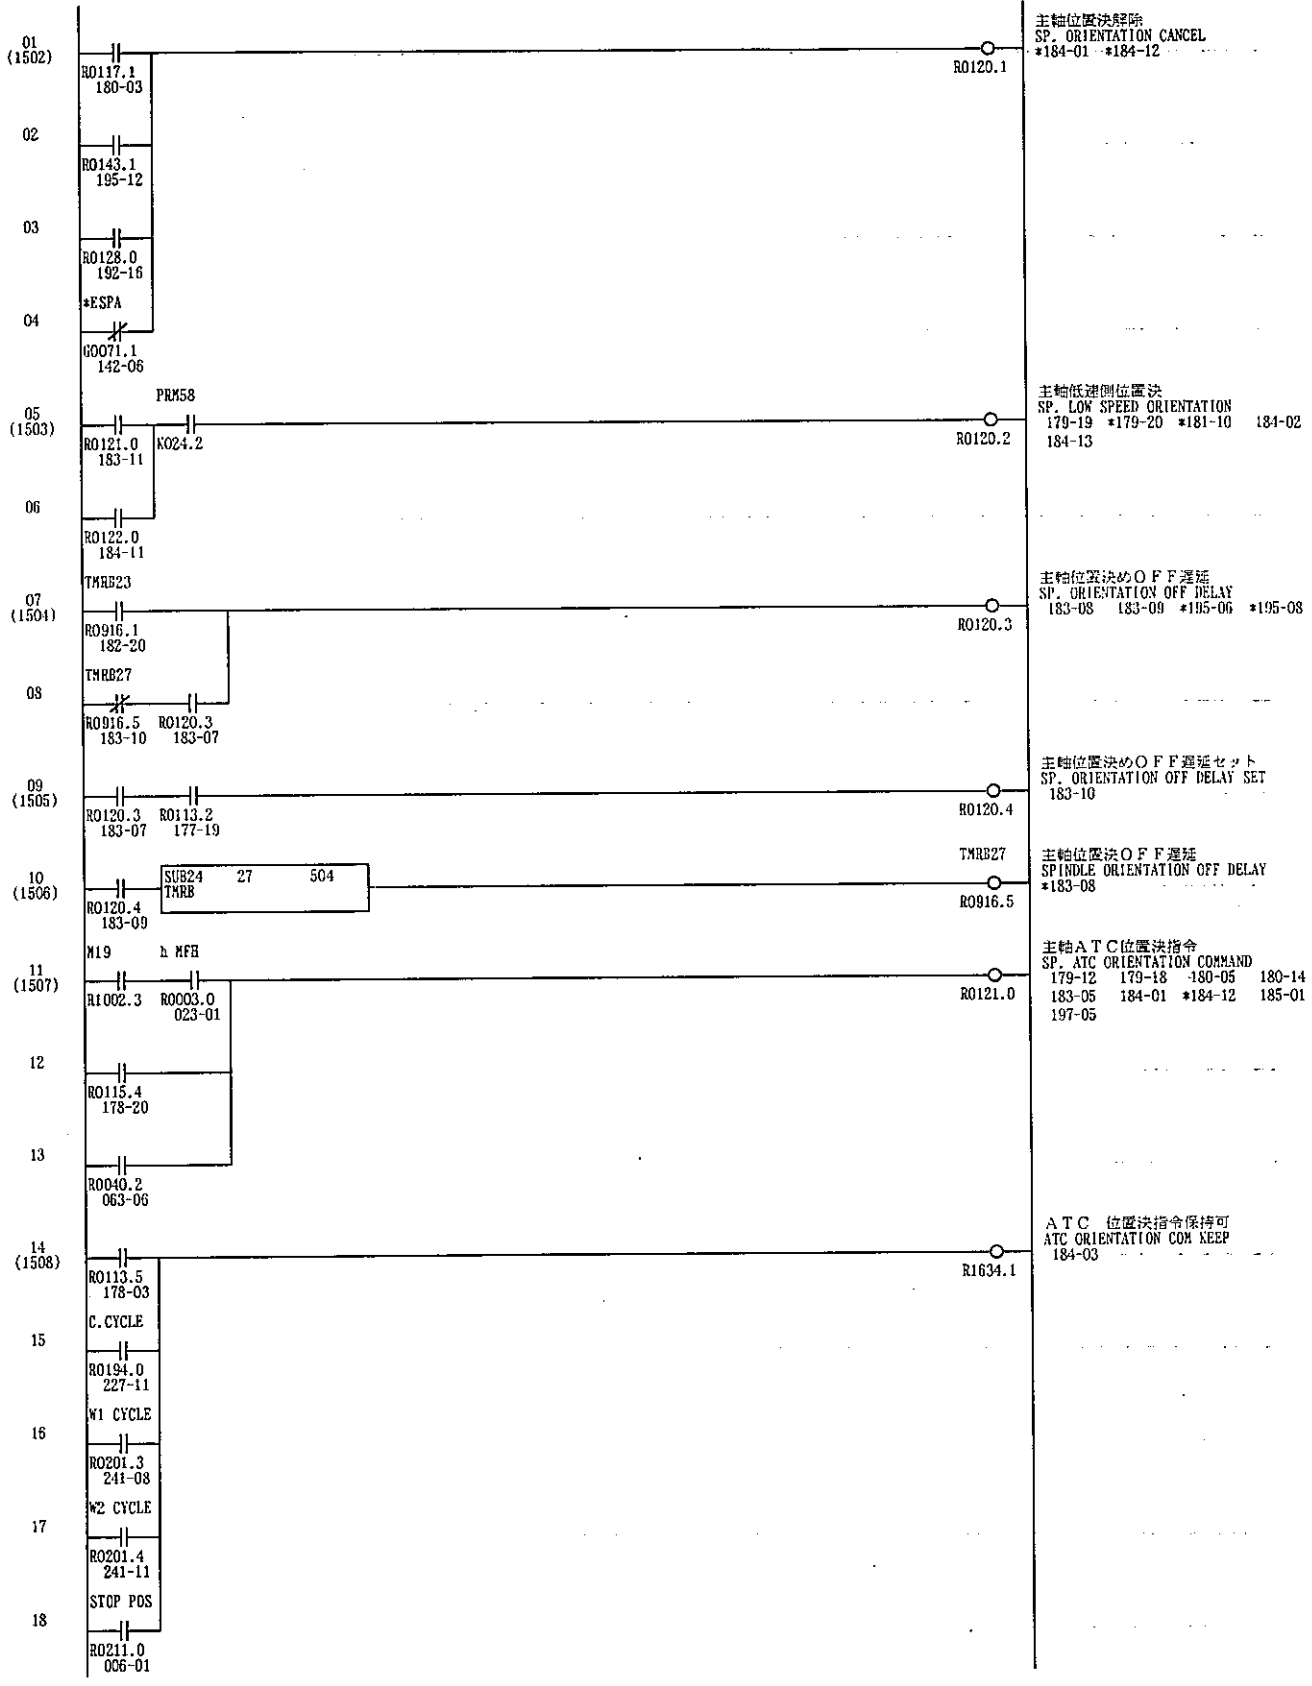 主軸位置決解除
01 SP. ORIENTATION CANCEL
(1502) *184-01 *184-12
R0117.1 R0120.1
180-03
02
R0143.1
195-12
03
R0128.0
192-16
*ESPA
04
G0071.1
142-06
PRM58 主軸低速側位置決
05 SP. LOW SPEED ORIENTATION
(1503) 179-19 *179-20 *181-10 184-02
R0121.0 K024.2 R0120.2 184-13
183-11
06
R0122.0
184-11
TMRB23 主軸位置決めOFF遅延
07 SP. ORIENTATION OFF DELAY
(1504) 183-08 183-09 *195-06 *195-08
R0916.1 R0120.3
182-20
TMRB27
08
R0916.5 R0120.3
183-10 183-07
主軸位置決めOFF遅延セット
09 SP. ORIENTATION OFF DELAY SET
(1505) 183-10
R0120.3 R0113.2 R0120.4
183-07 177-19
TMRB27 主軸位置決OFF遅延
10 SUB24 27 504 SPINDLE ORIENTATION OFF DELAY
(1506) TMRB *183-08
R0120.4 R0916.5
183-09
M19 h MFH 主軸ATC位置決指令
11 SP. ATC ORIENTATION COMMAND
(1507) 179-12 179-18 180-05 180-14
R1002.3 R0003.0 R0121.0 183-05 184-01 *184-12 185-01
023-01 197-05
12
R0115.4
178-20
13
R0040.2
063-06
ATC 位置決指令保持可
14 ATC ORIENTATION COM KEEP
(1508) 184-03
R0113.5 R1634.1
178-03
C.CYCLE
15
R0194.0
227-11
W1 CYCLE
16
R0201.3
241-08
W2 CYCLE
17
R0201.4
241-11
STOP POS
18
R0211.0
006-01